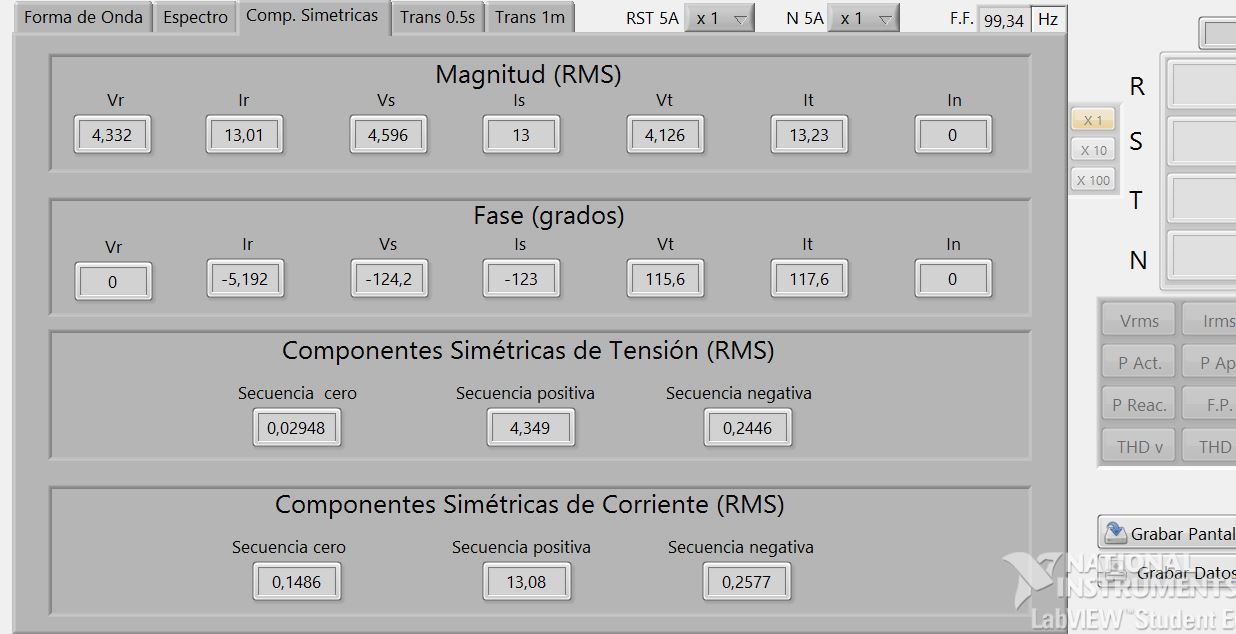 Forma de Onda Espectro Comp. Simetricas Trans 0.5s Trans 1m RST 5A x 1 N 5A x 1 F.F. 99,34 Hz
Magnitud (RMS)
Vr Ir Vs Is Vt It In
4,332 13,01 4,596 13 4,126 13,23 0
Fase (grados)
Vr Ir Vs Is Vt It In
0 -5,192 -124,2 -123 115,6 117,6 0
Componentes Simétricas de Tensión (RMS)
Secuencia cero Secuencia positiva Secuencia negativa
0,02948 4,349 0,2446
Componentes Simétricas de Corriente (RMS)
Secuencia cero Secuencia positiva Secuencia negativa
0,1486 13,08 0,2577
X 1
X 10
X 100
R
S
T
N
Vrms Irms
P Act. P Ap
P Reac. F.P.
THD v THD
Grabar Pantal
Grabar Datos
NATIONAL
INSTRUMENTS
LabVIEW™ Student E